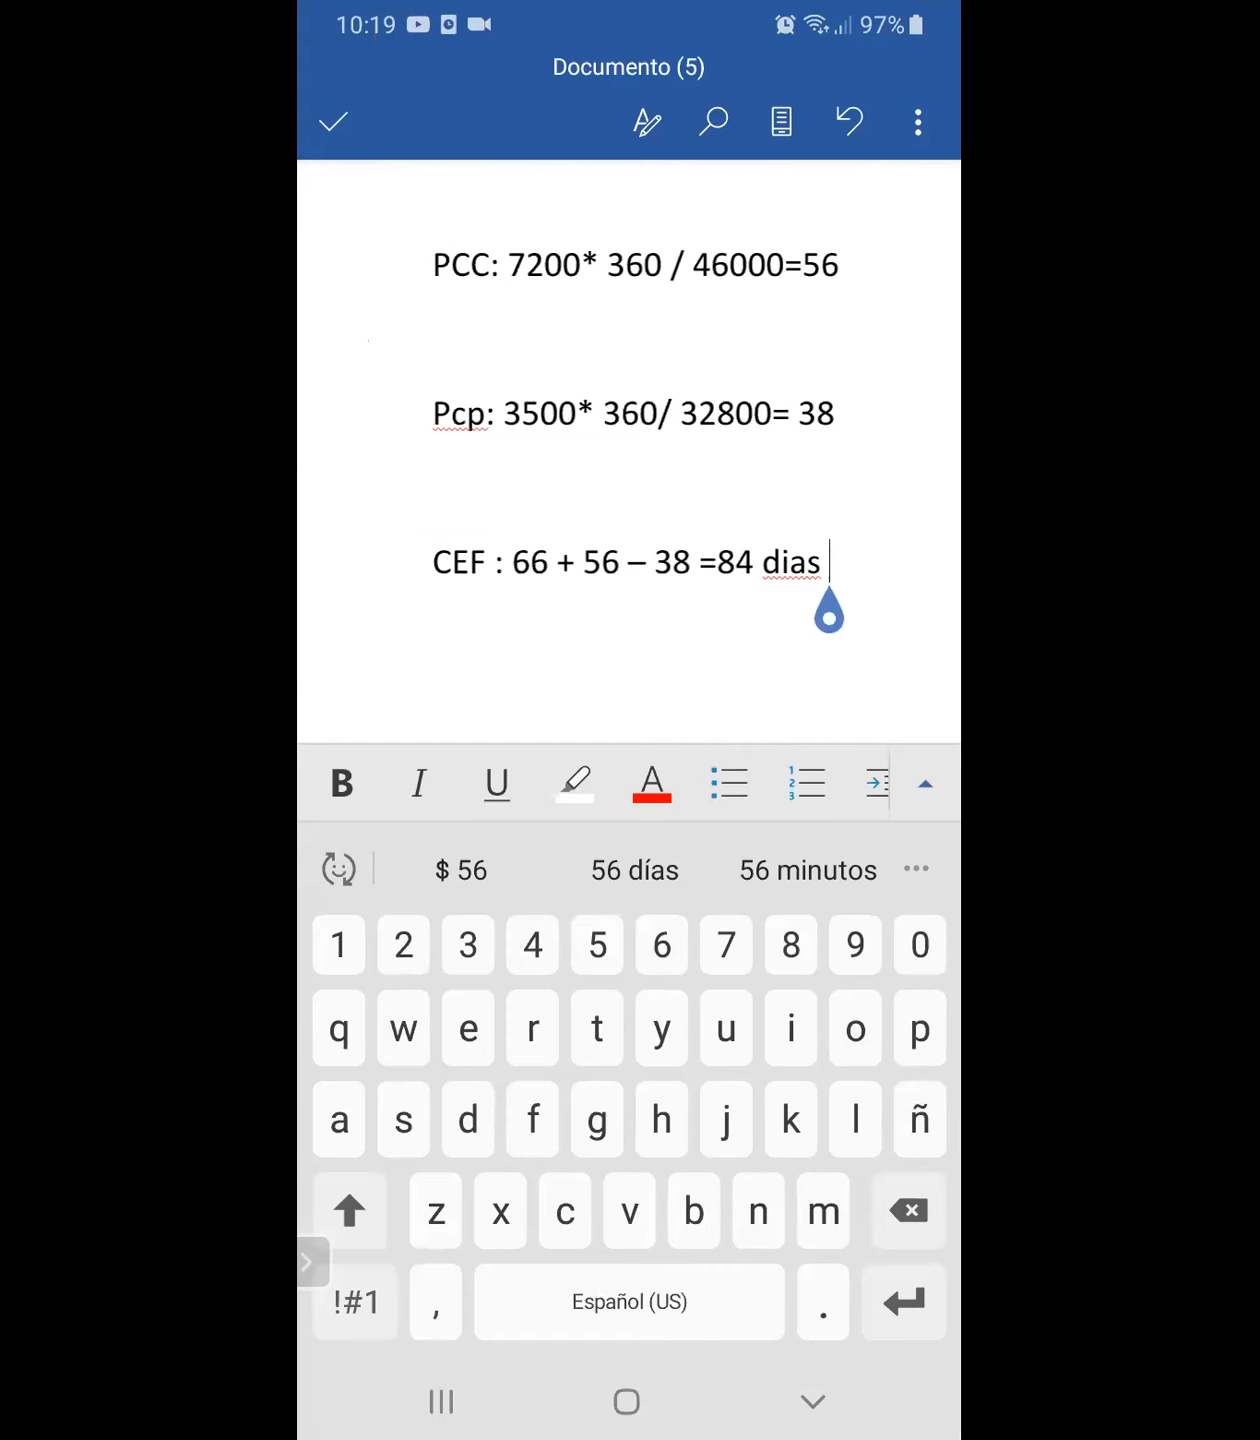 10:19 97%
Documento (5)
PCC: 7200* 360 / 46000=56
Pcp: 3500* 360/ 32800= 38
CEF : 66 + 56 – 38 =84 dias
B I U A
$ 56 56 días 56 minutos
1 2 3 4 5 6 7 8 9 0
q w e r t y u i o p
a s d f g h j k l ñ
z x c v b n m
!#1 , Español (US) .